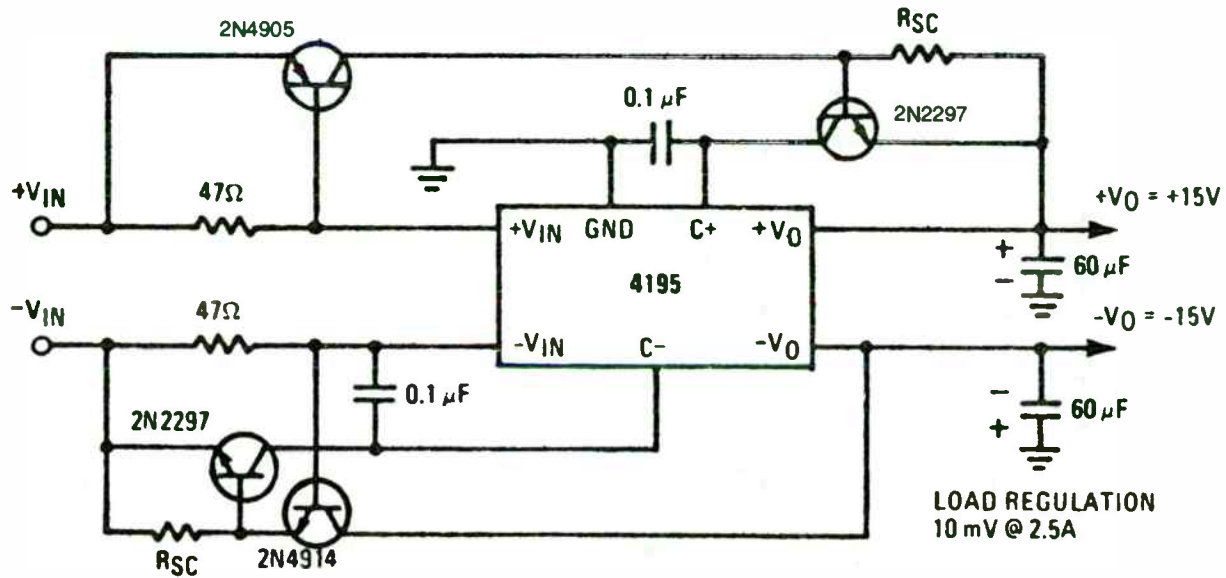 2N4905
RSC
0.1 µF
2N2297
+VIN
47Ω
+VO = +15V
+VIN GND C+ +VO
4195
+
-
60 µF
-VIN
47Ω
-VO = -15V
-VIN C- -VO
0.1 µF
2N2297
-
+
60 µF
RSC
2N4914
LOAD REGULATION
10 mV @ 2.5A